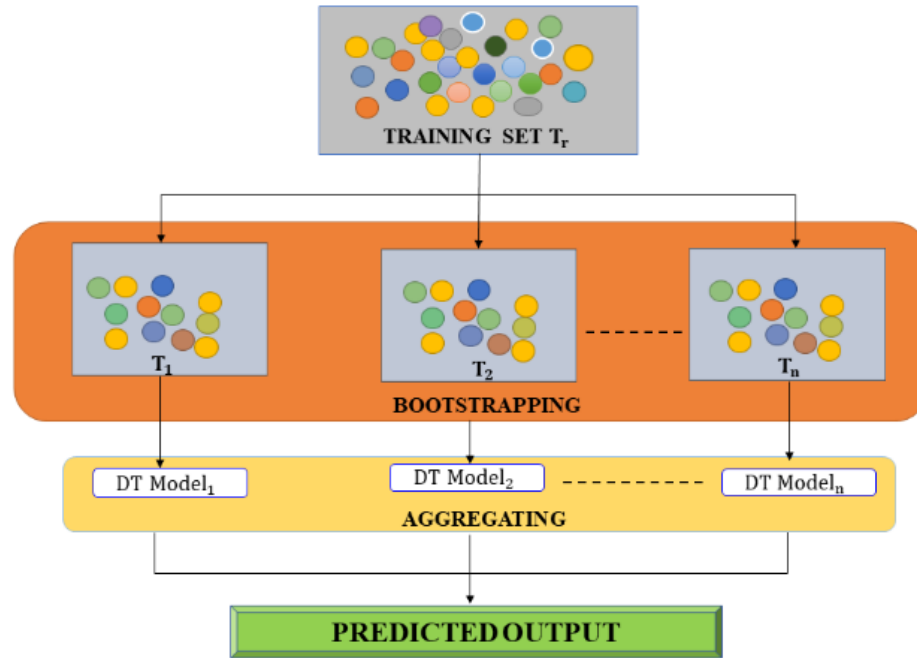 TRAINING SET Tr
T1
T2
Tn
BOOTSTRAPPING
DT Model1
DT Model2
DT Modeln
AGGREGATING
PREDICTED OUTPUT